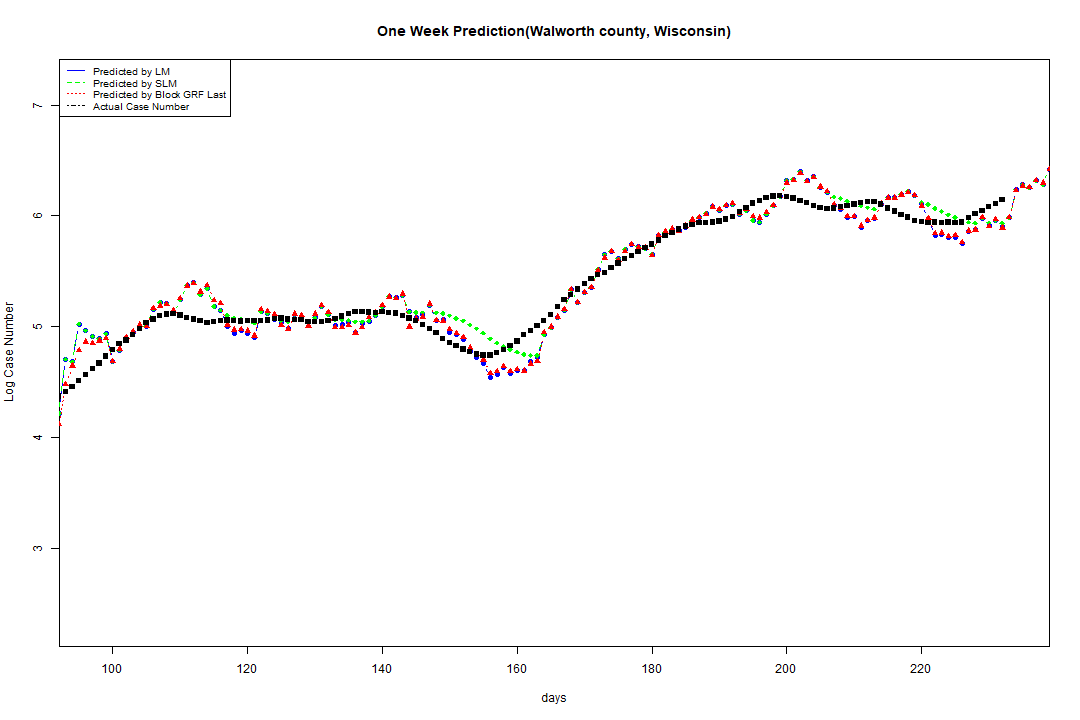 One Week Prediction(Walworth county, Wisconsin)
Predicted by LM
Predicted by SLM
Predicted by Block GRF Last
Actual Case Number
7
6
5
4
3
Log Case Number
100 120 140 160 180 200 220
days